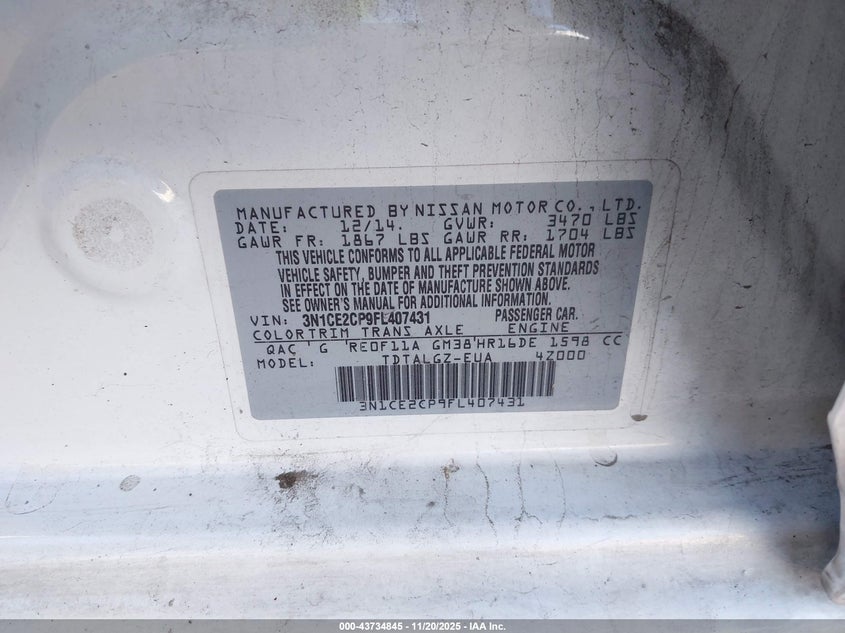 MANUFACTURED BY NISSAN MOTOR CO., LTD.
DATE: 12/14. GVWR: 3470 LBS
GAWR FR: 1867 LBS GAWR RR: 1704 LBS
THIS VEHICLE CONFORMS TO ALL APPLICABLE FEDERAL MOTOR
VEHICLE SAFETY, BUMPER AND THEFT PREVENTION STANDARDS
IN EFFECT ON THE DATE OF MANUFACTURE SHOWN ABOVE.
SEE OWNER'S MANUAL FOR ADDITIONAL INFORMATION.
VIN: 3N1CE2CP9FL407431 PASSENGER CAR.
COLOR TRIM TRANS AXLE ENGINE
QAC G RE0F11A GM38 HR16DE 1598 CC
MODEL: TDTALGZ-EUA 4Z000
3N1CE2CP9FL407431
000-43734845 - 11/20/2025 - IAA Inc.